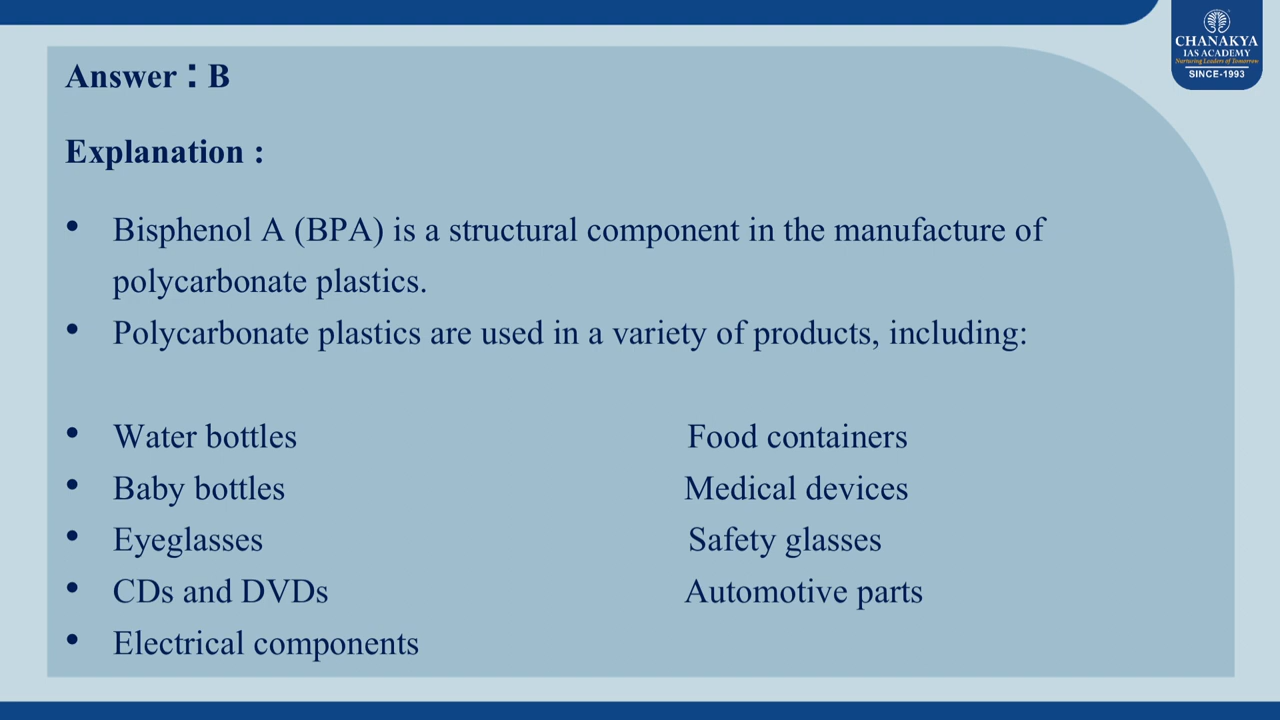 CHANAKYA
IAS ACADEMY
Nurturing Leaders of Tomorrow
SINCE-1993
Answer : B
Explanation :
• Bisphenol A (BPA) is a structural component in the manufacture of
polycarbonate plastics.
• Polycarbonate plastics are used in a variety of products, including:
• Water bottles Food containers
• Baby bottles Medical devices
• Eyeglasses Safety glasses
• CDs and DVDs Automotive parts
• Electrical components